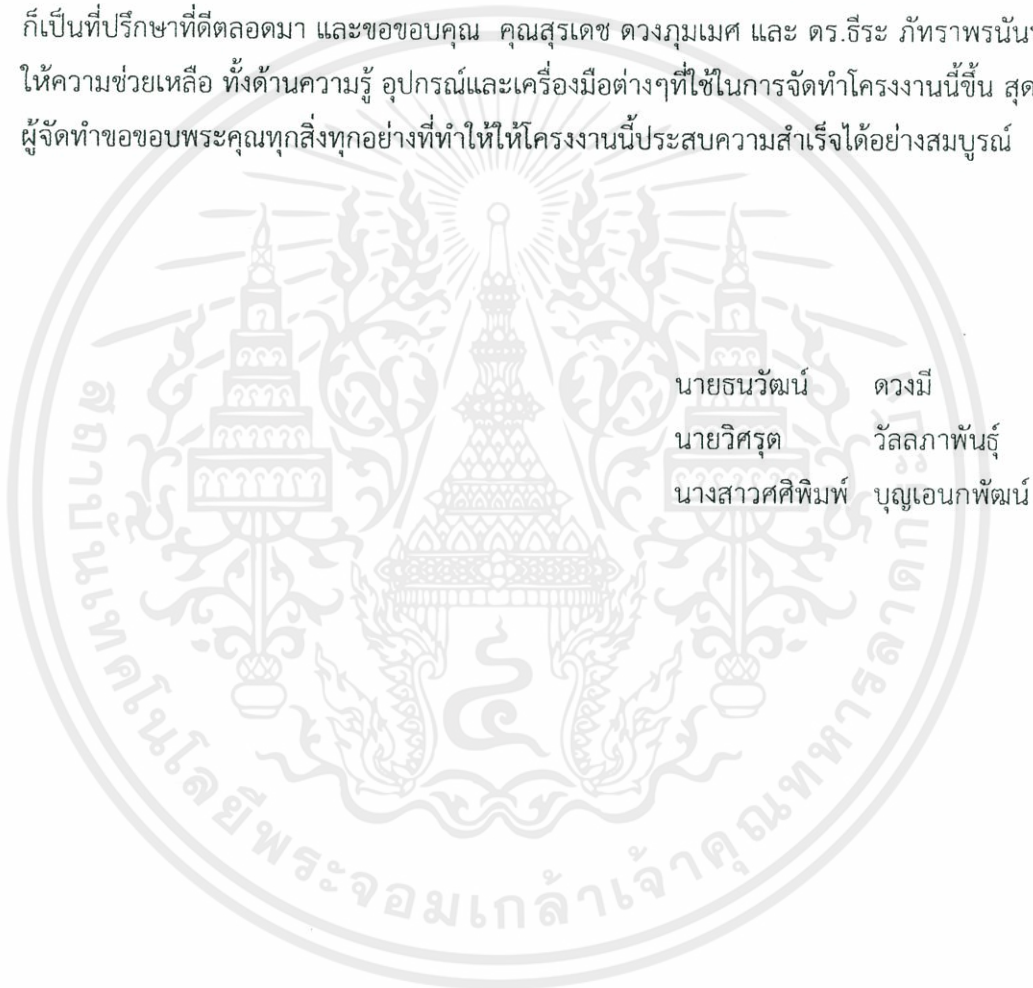 ก็เป็นที่ปรึกษาที่ดีตลอดมา และขอขอบคุณ คุณสุรเดช ดวงภุมเมศ และ ดร.ธีระ
ให้ความช่วยเหลือ ทั้งด้านความรู้ อุปกรณ์และเครื่องมือต่างๆที่ใช้ในการจัดทำโครงงานนี้ขึ้น
ผู้จัดทำขอขอบพระคุณทุกสิ่งทุกอย่างที่ทำให้ให้โครงงานนี้ประสบความสำเร็จได้อย่างสมบูรณ์
นายธนวัฒน์ ดวงมี
นายวิศรุต วัลลภาพันธุ์
นางสาวศศิพิมพ์ บุญเอนกพัฒน์
สถาบันเทคโนโลยีพระจอมเกล้าเจ้าคุณทหารลาดกระบัง